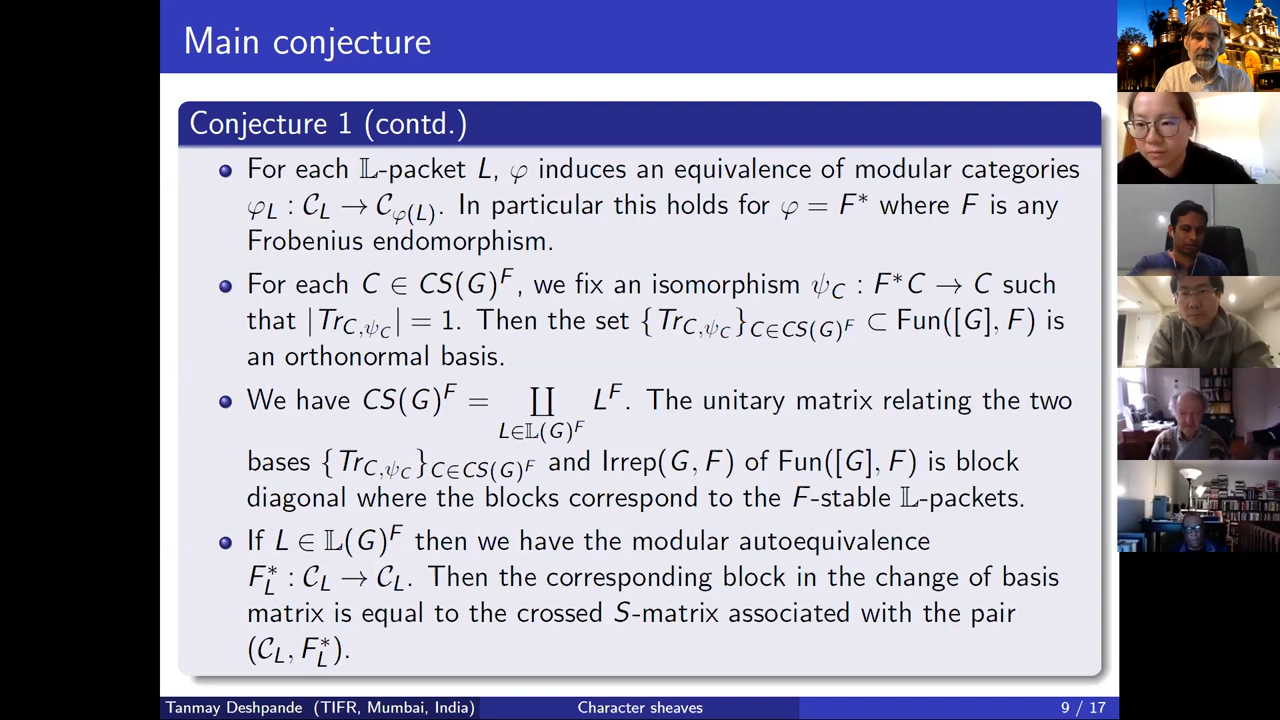 Main conjecture
Conjecture 1 (contd.)
For each 𝕃-packet L, φ induces an equivalence of modular categories
φ_L : 𝒞_L → 𝒞_{φ(L)}. In particular this holds for φ = F* where F is any
Frobenius endomorphism.
For each C ∈ CS(G)^F, we fix an isomorphism ψ_C : F*C → C such
that |Tr_{C,ψ_C}| = 1. Then the set {Tr_{C,ψ_C}}_{C∈CS(G)^F} ⊂ Fun([G], F) is
an orthonormal basis.
We have CS(G)^F = ∐_{L∈𝕃(G)^F} L^F. The unitary matrix relating the two
bases {Tr_{C,ψ_C}}_{C∈CS(G)^F} and Irrep(G, F) of Fun([G], F) is block
diagonal where the blocks correspond to the F-stable 𝕃-packets.
If L ∈ 𝕃(G)^F then we have the modular autoequivalence
F*_L : 𝒞_L → 𝒞_L. Then the corresponding block in the change of basis
matrix is equal to the crossed S-matrix associated with the pair
(𝒞_L, F*_L).
Tanmay Deshpande (TIFR, Mumbai, India) Character sheaves 9 / 17